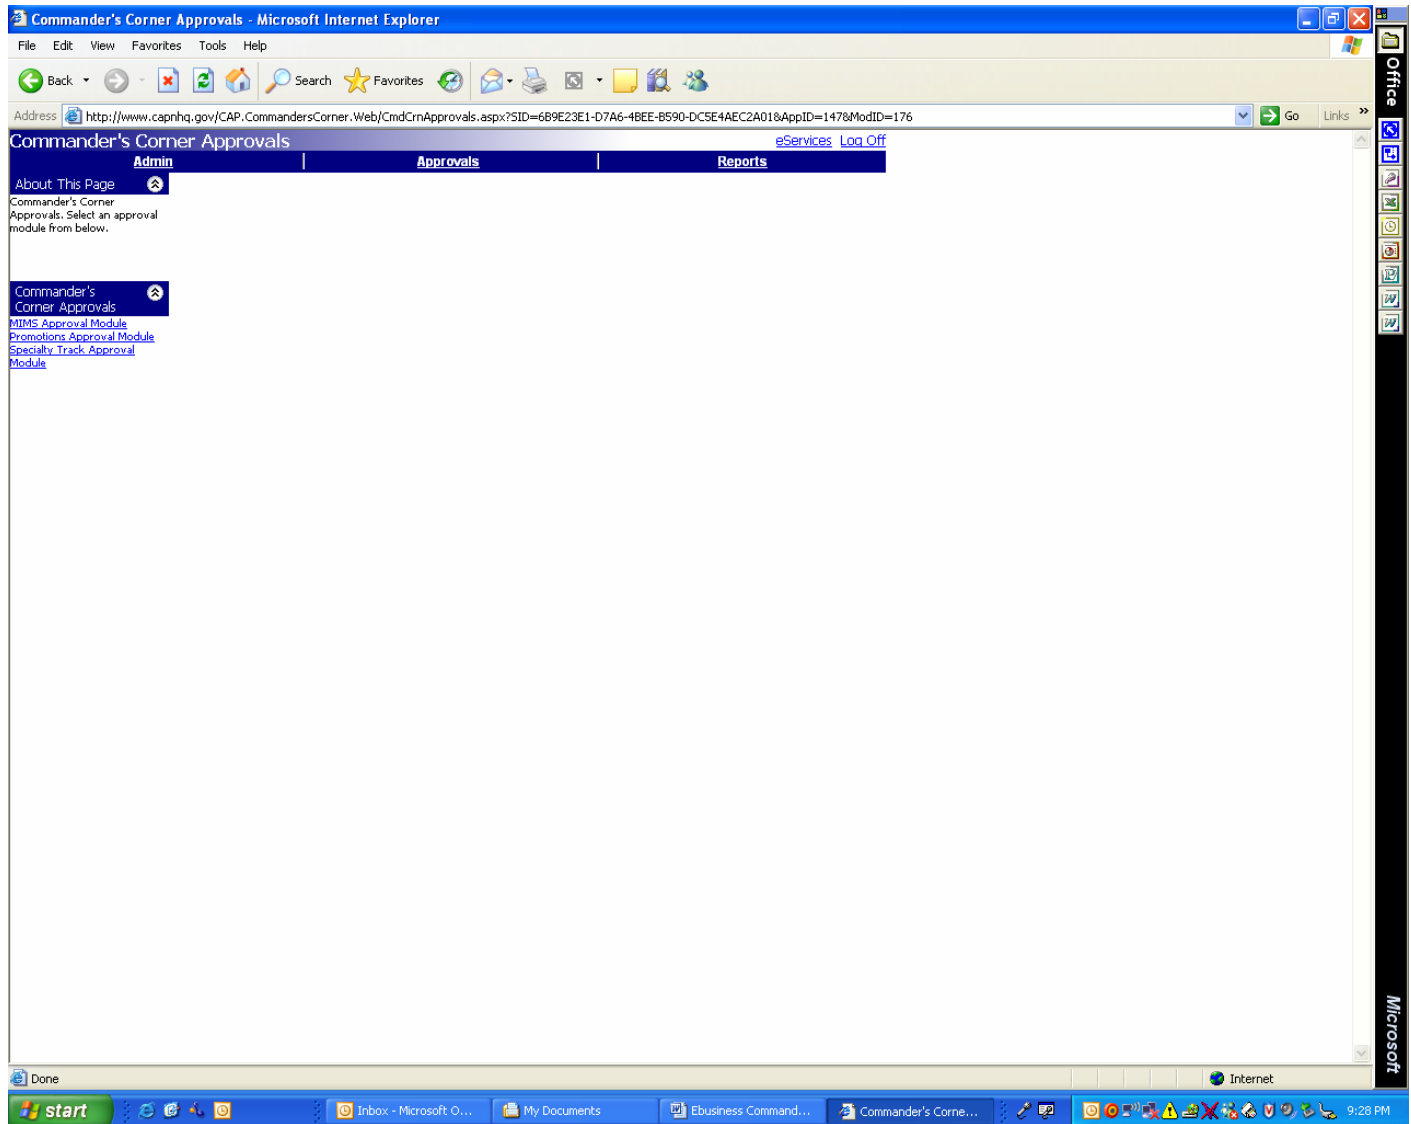 Commander's Corner Approvals - Microsoft Internet Explorer
File Edit View Favorites Tools Help
Back Search Favorites
Address http://www.capnhq.gov/CAP.CommandersCorner.Web/CmdCrnApprovals.aspx?SID=6B9E23E1-D7A6-4BEE-B590-DC5E4AEC2A01&AppID=147&ModID=176 Go Links »
Commander's Corner Approvals eServices Log Off
Admin | Approvals | Reports
About This Page
Commander's Corner
Approvals. Select an approval
module from below.
Commander's
Corner Approvals
MIMS Approval Module
Promotions Approval Module
Specialty Track Approval
Module
Office
Microsoft
Done Internet
start Inbox - Microsoft O... My Documents Ebusiness Command... Commander's Corne... 9:28 PM